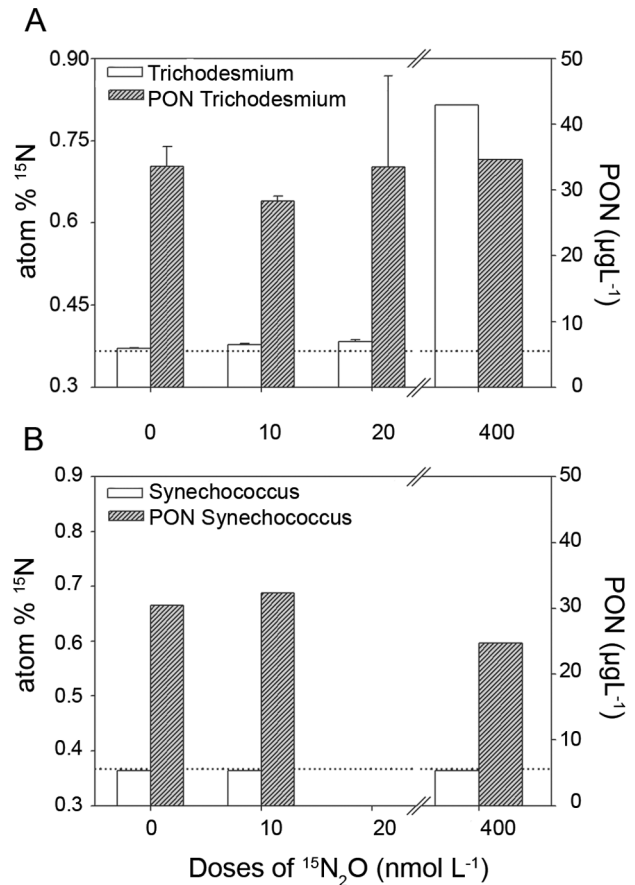 A
0.90
0.75
0.6
0.45
0.3
atom % ¹⁵N
Trichodesmium
PON Trichodesmium
50
40
30
20
10
0
PON (µgL⁻¹)
0 10 20 400
B
0.9
0.8
0.7
0.6
0.5
0.4
0.3
atom % ¹⁵N
Synechococcus
PON Synechococcus
50
40
30
20
10
0
PON (µgL⁻¹)
0 10 20 400
Doses of ¹⁵N₂O (nmol L⁻¹)